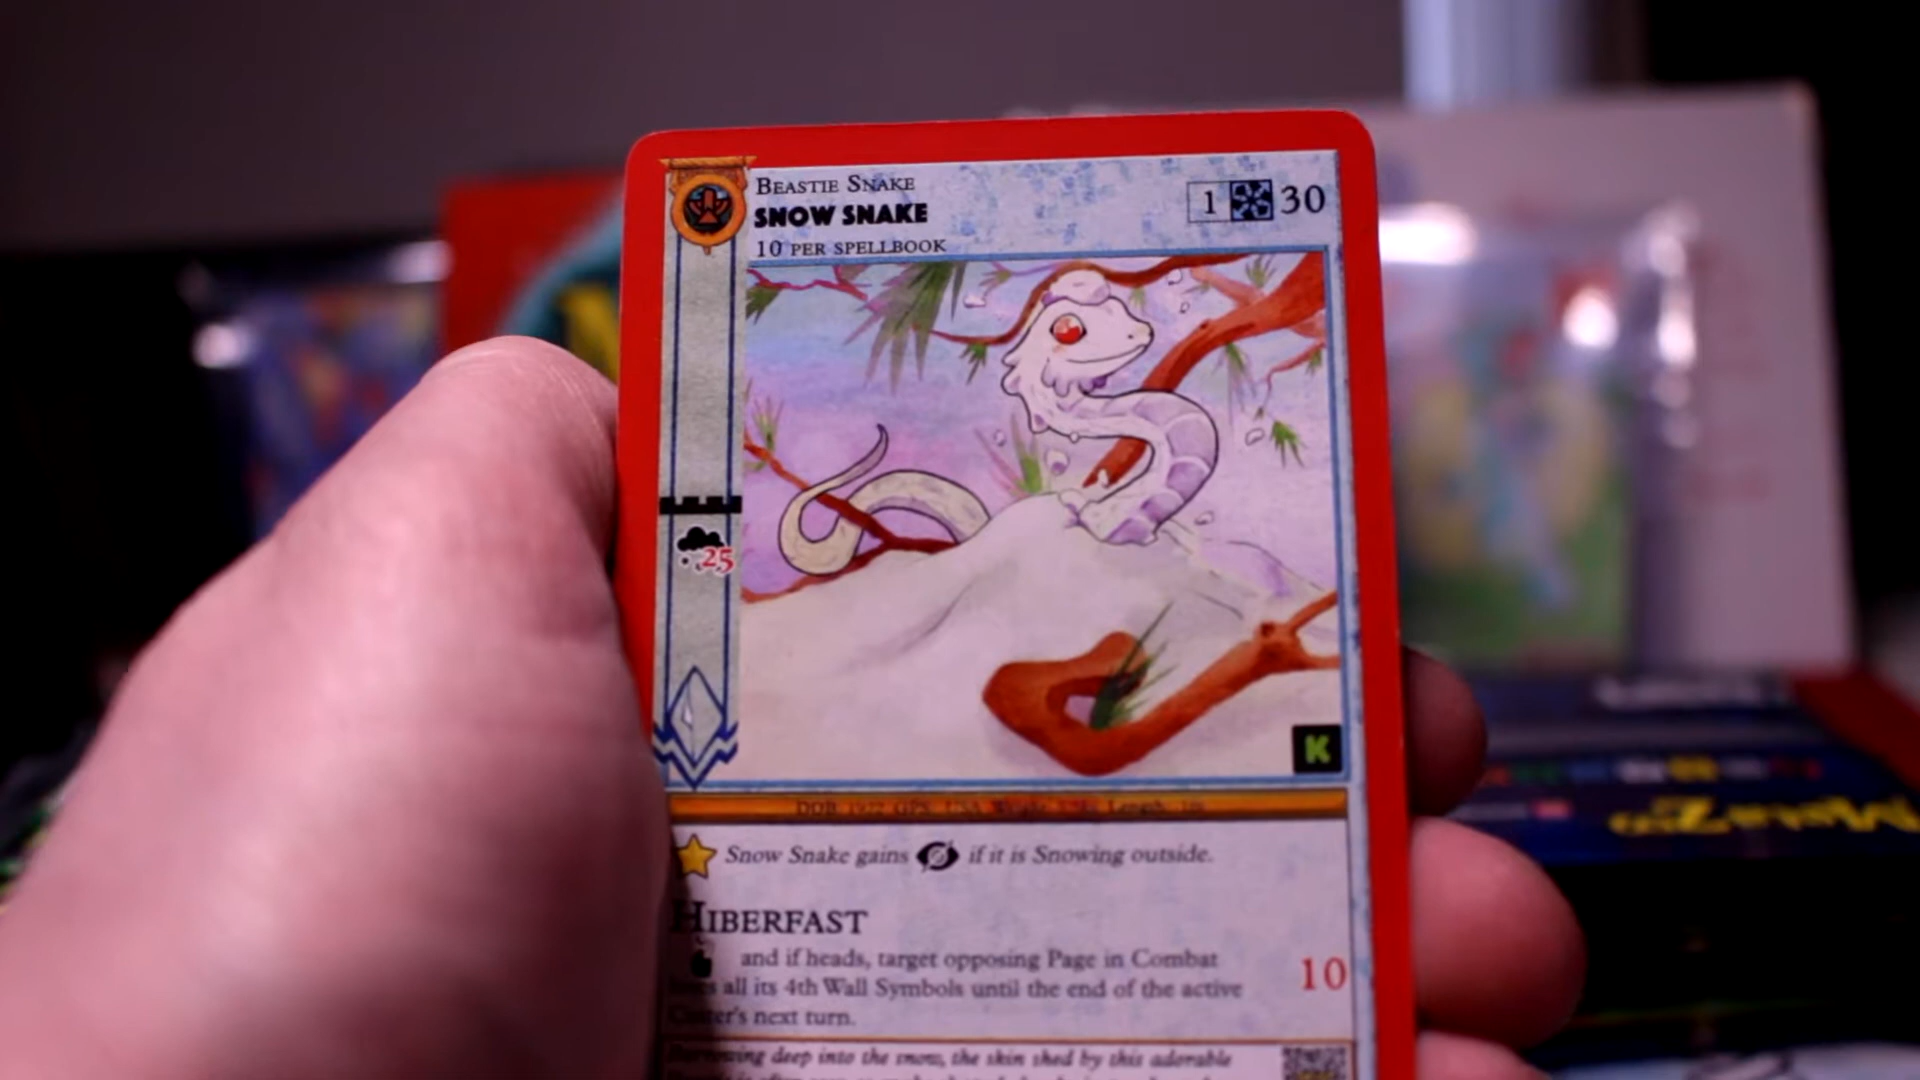 BEASTIE SNAKE
SNOW SNAKE
10 PER SPELLBOOK
1 30
25
K
Snow Snake gains if it is Snowing outside.
HIBERFAST
and if heads, target opposing Page in Combat
all its 4th Wall Symbols until the end of the active
10
next turn.
deep into the snow, the skin shed by this adorable